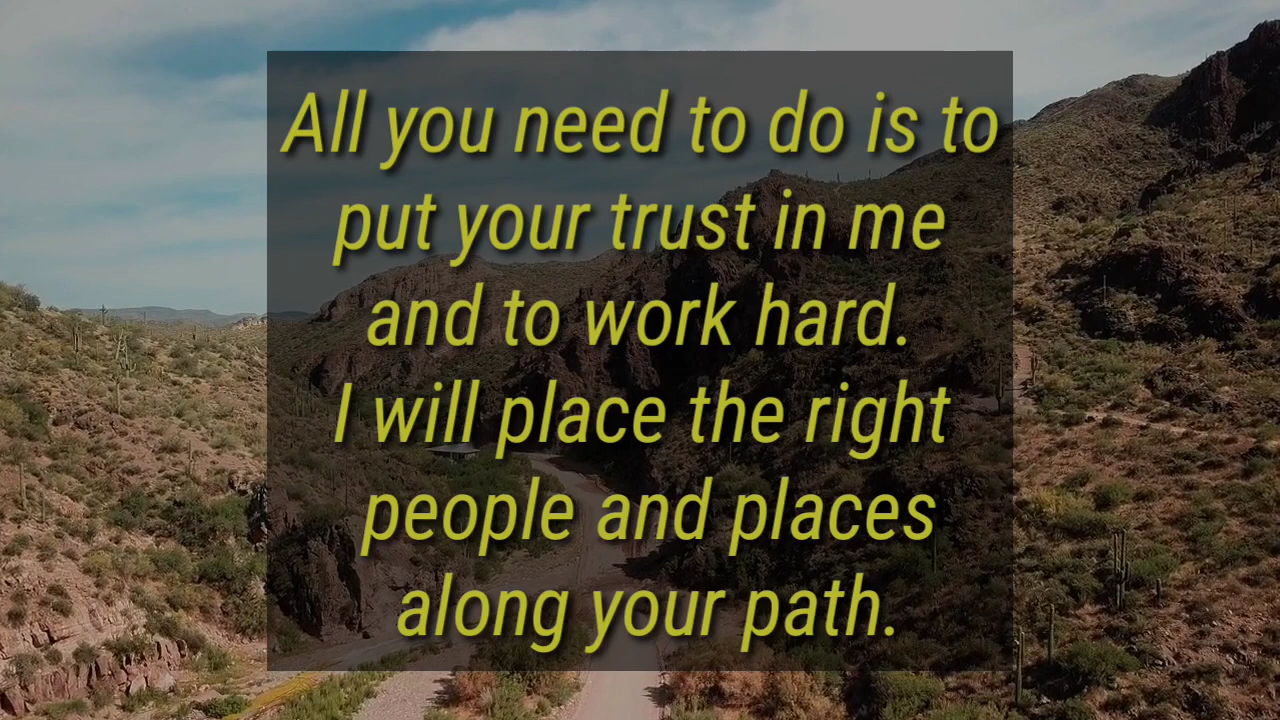 All you need to do is to
put your trust in me
and to work hard.
I will place the right
people and places
along your path.